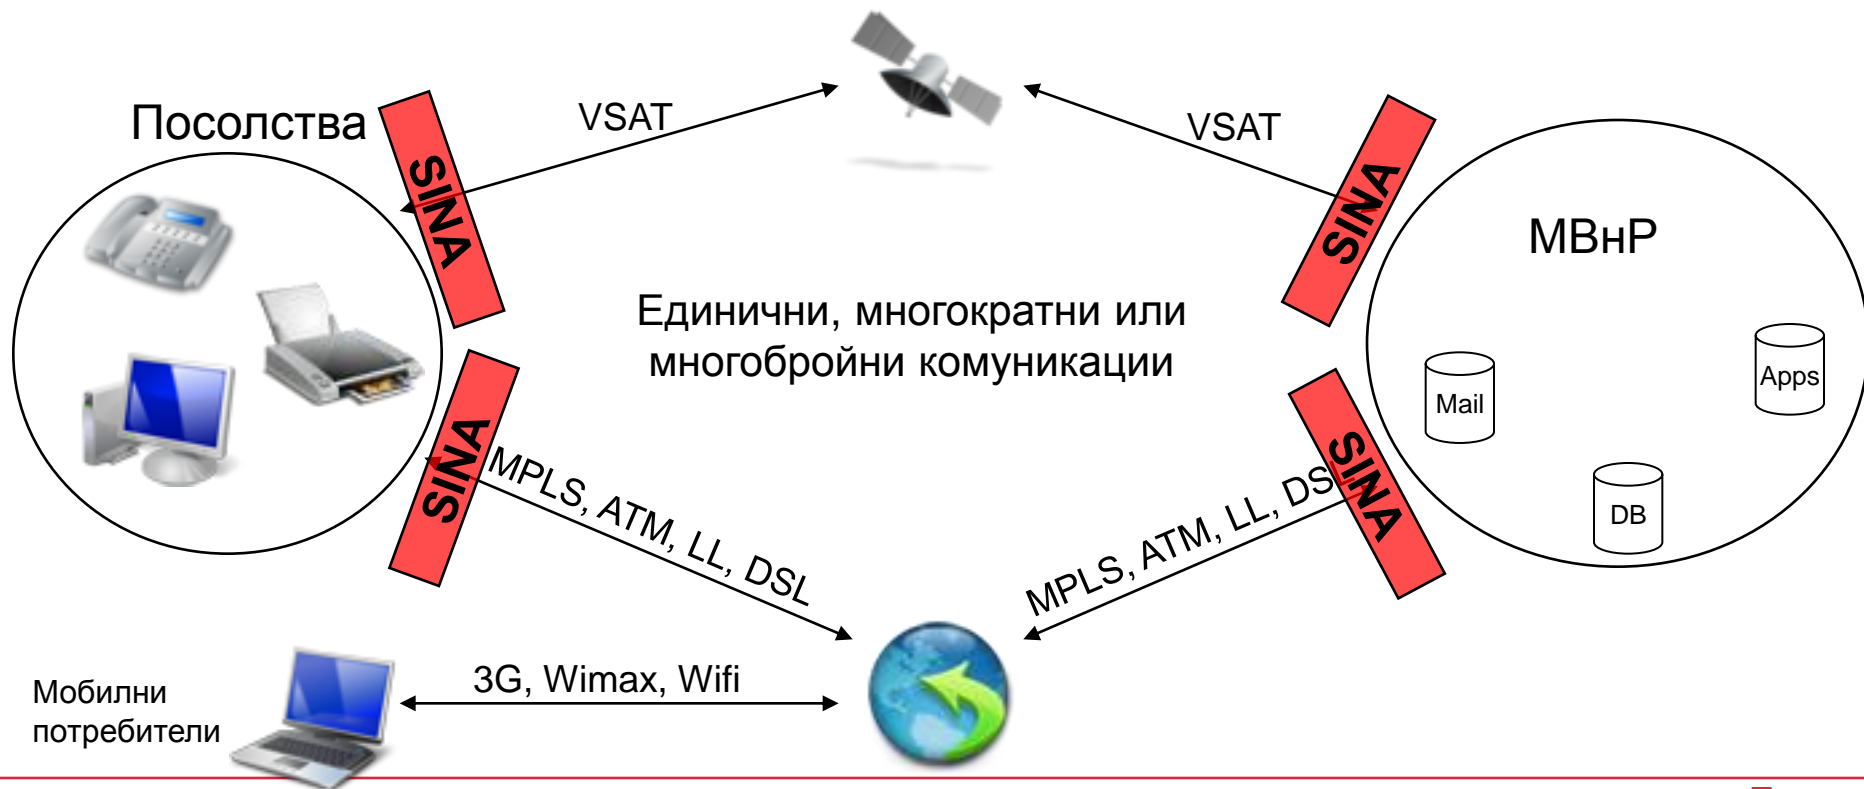 Посолства
SINA
VSAT
VSAT
SINA
МВнР
Единични, многократни или
многобройни комуникации
Mail
Apps
DB
SINA
MPLS, ATM, LL, DSL
MPLS, ATM, LL, DSL
SINA
Мобилни
потребители
3G, Wimax, Wifi